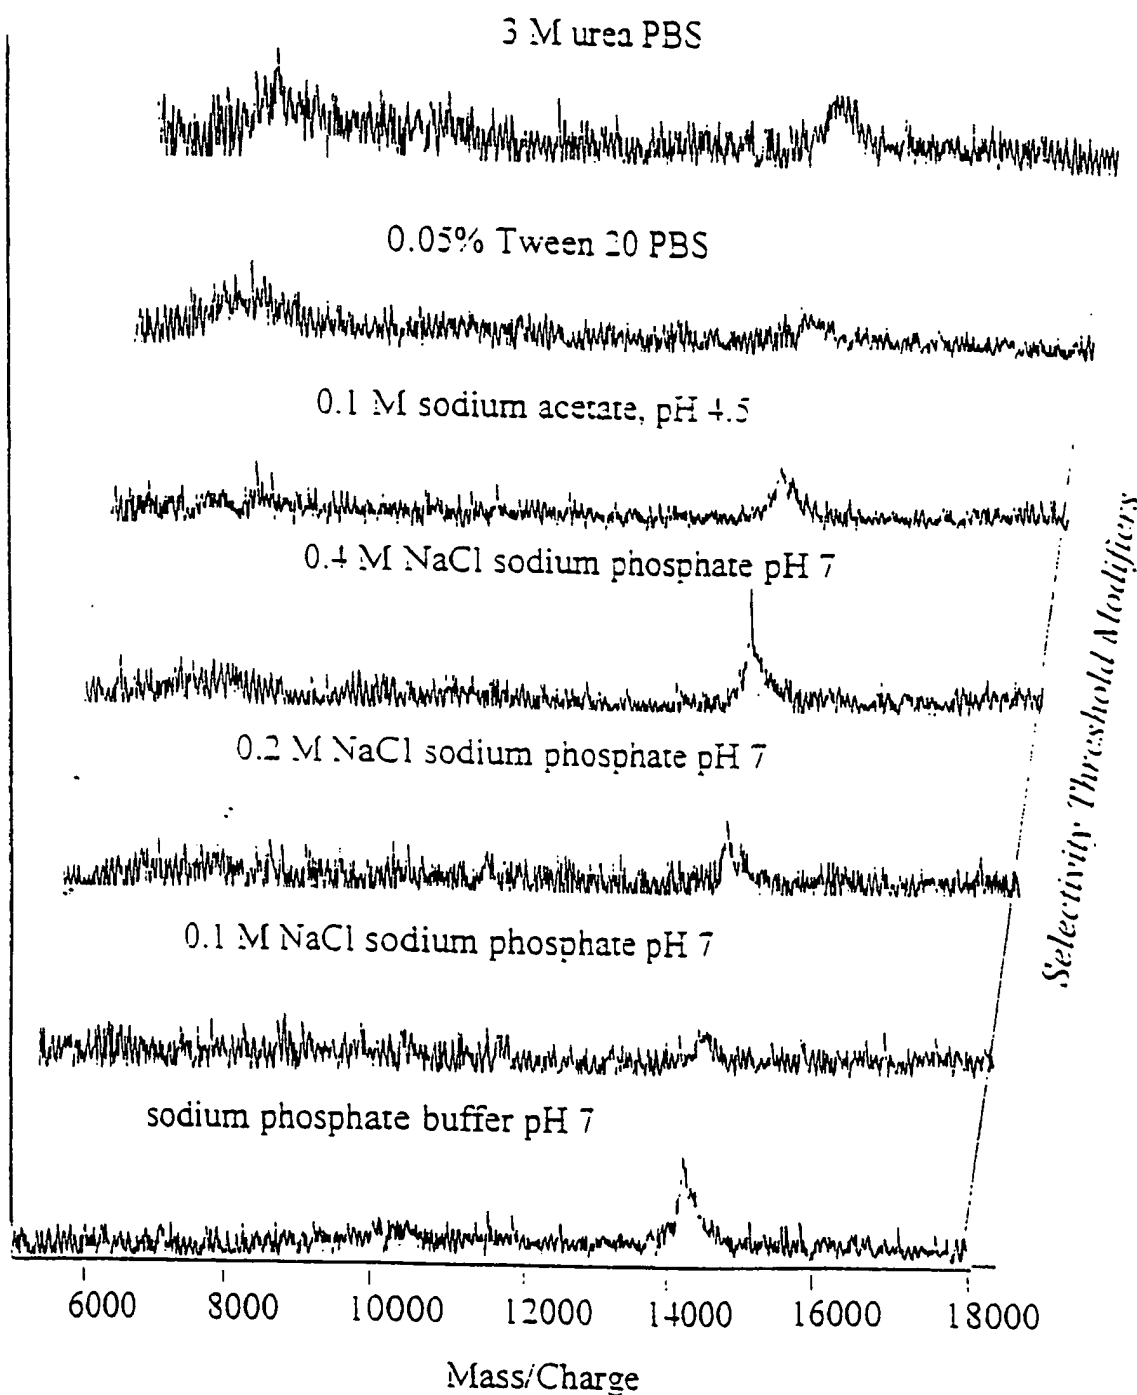 3 M urea PBS
0.05% Tween 20 PBS
0.1 M sodium acetate, pH 4.5
0.4 M NaCl sodium phosphate pH 7
0.2 M NaCl sodium phosphate pH 7
0.1 M NaCl sodium phosphate pH 7
sodium phosphate buffer pH 7
Selectivity Threshold Modifiers
6000 8000 10000 12000 14000 16000 18000
Mass/Charge